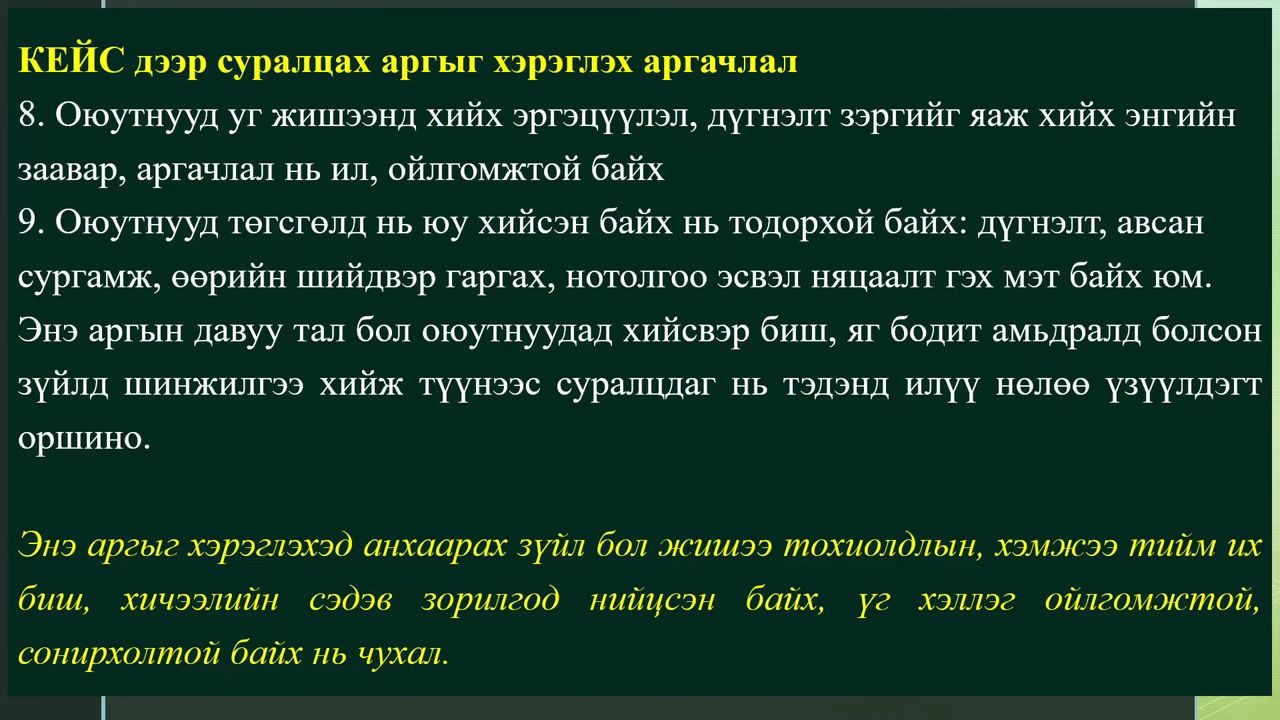 КЕЙС дээр суралцах аргыг хэрэглэх аргачлал
8. Оюутнууд уг жишээнд хийх эргэцүүлэл, дүгнэлт зэргийг яаж хийх энгийн
заавар, аргачлал нь ил, ойлгомжтой байх
9. Оюутнууд төгсгөлд нь юу хийсэн байх нь тодорхой байх: дүгнэлт, авсан
сургамж, өөрийн шийдвэр гаргах, нотолгоо эсвэл няцаалт гэх мэт байх юм.
Энэ аргын давуу тал бол оюутнуудад хийсвэр биш, яг бодит амьдралд болсон
зүйлд шинжилгээ хийж түүнээс суралцдаг нь тэдэнд илүү нөлөө үзүүлдэгт
оршино.
Энэ аргыг хэрэглэхэд анхаарах зүйл бол жишээ тохиолдлын, хэмжээ тийм их
биш, хичээлийн сэдэв зорилгод нийцсэн байх, үг хэллэг ойлгомжтой,
сонирхолтой байх нь чухал.